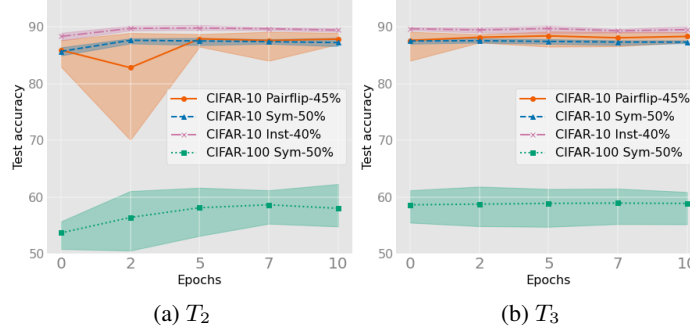 90
80
70
60
50
Test accuracy
CIFAR-10 Pairflip-45%
CIFAR-10 Sym-50%
CIFAR-10 Inst-40%
CIFAR-100 Sym-50%
0 2 5 7 10
Epochs
(a) T2
90
80
70
60
50
Test accuracy
CIFAR-10 Pairflip-45%
CIFAR-10 Sym-50%
CIFAR-10 Inst-40%
CIFAR-100 Sym-50%
0 2 5 7 10
Epochs
(b) T3